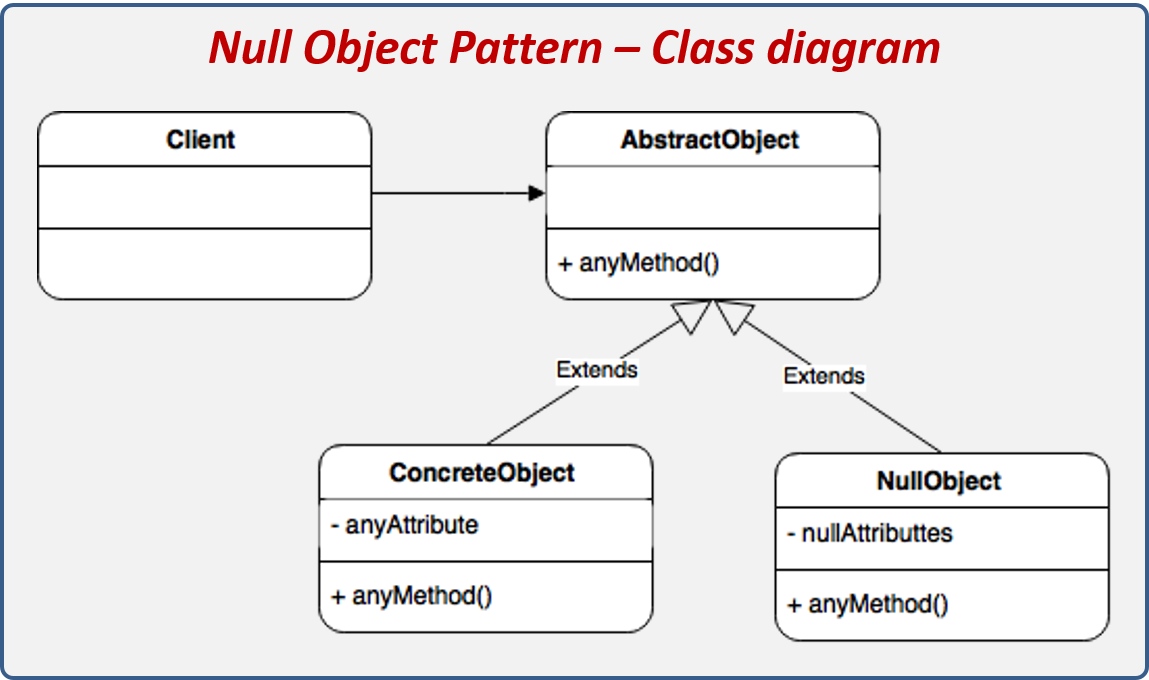 Null Object Pattern – Class diagram
Client
AbstractObject
+ anyMethod()
Extends
Extends
ConcreteObject
- anyAttribute
+ anyMethod()
NullObject
- nullAttributtes
+ anyMethod()